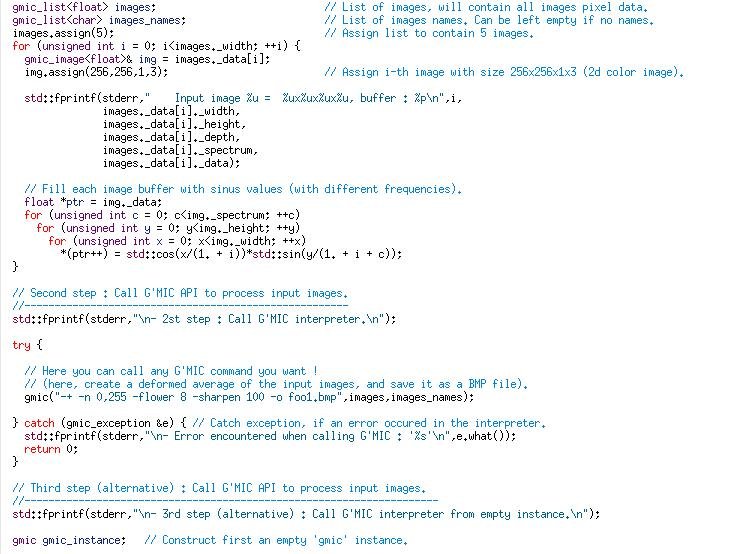 gmic_list<float> images;                            // List of images, will contain all images pixel data.
gmic_list<char> images_names;                       // List of images names. Can be left empty if no names.
images.assign(5);                                   // Assign list to contain 5 images.
for (unsigned int i = 0; i<images._width; ++i) {
  gmic_image<float>& img = images._data[i];
  img.assign(256,256,1,3);                          // Assign i-th image with size 256x256x1x3 (2d color image).

  std::fprintf(stderr,"    Input image %u =  %ux%ux%ux%u, buffer : %p\n",i,
               images._data[i]._width,
               images._data[i]._height,
               images._data[i]._depth,
               images._data[i]._spectrum,
               images._data[i]._data);

  // Fill each image buffer with sinus values (with different frequencies).
  float *ptr = img._data;
  for (unsigned int c = 0; c<img._spectrum; ++c)
    for (unsigned int y = 0; y<img._height; ++y)
      for (unsigned int x = 0; x<img._width; ++x)
        *(ptr++) = std::cos(x/(1. + i))*std::sin(y/(1. + i + c));
}

// Second step : Call G'MIC API to process input images.
//------------------------------------------------------
std::fprintf(stderr,"\n- 2st step : Call G'MIC interpreter.\n");

try {

  // Here you can call any G'MIC command you want !
  // (here, create a deformed average of the input images, and save it as a BMP file).
  gmic("-+ -n 0,255 -flower 8 -sharpen 100 -o foo1.bmp",images,images_names);

} catch (gmic_exception &e) { // Catch exception, if an error occured in the interpreter.
  std::fprintf(stderr,"\n- Error encountered when calling G'MIC : '%s'\n",e.what());
  return 0;
}

// Third step (alternative) : Call G'MIC API to process input images.
//---------------------------------------------------------------------
std::fprintf(stderr,"\n- 3rd step (alternative) : Call G'MIC interpreter from empty instance.\n");

gmic gmic_instance;   // Construct first an empty 'gmic' instance.